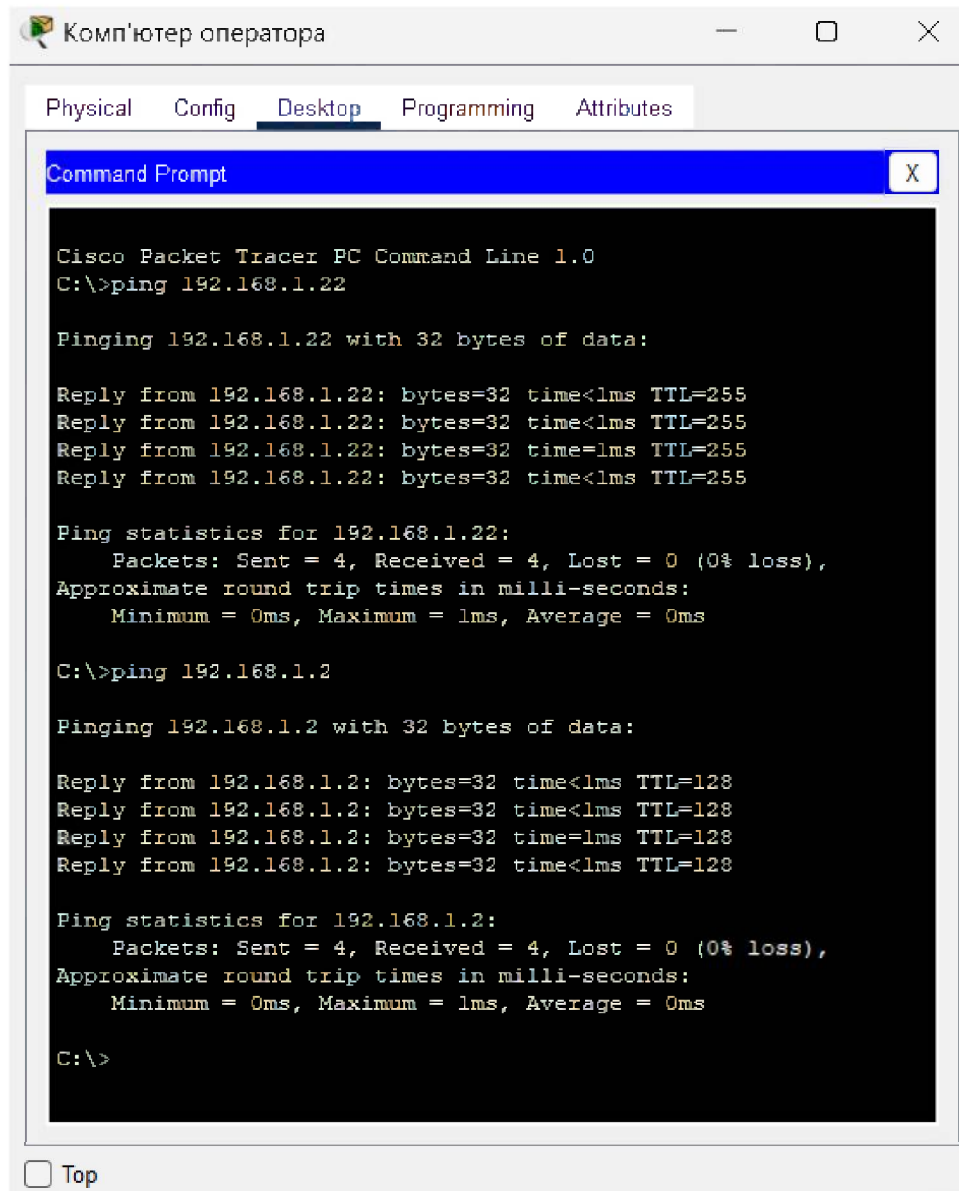 Комп'ютер оператора
Physical Config Desktop Programming Attributes
Command Prompt X
Cisco Packet Tracer PC Command Line 1.0
C:\>ping 192.168.1.22
Pinging 192.168.1.22 with 32 bytes of data:
Reply from 192.168.1.22: bytes=32 time<1ms TTL=255
Reply from 192.168.1.22: bytes=32 time<1ms TTL=255
Reply from 192.168.1.22: bytes=32 time=1ms TTL=255
Reply from 192.168.1.22: bytes=32 time<1ms TTL=255
Ping statistics for 192.168.1.22:
Packets: Sent = 4, Received = 4, Lost = 0 (0% loss),
Approximate round trip times in milli-seconds:
Minimum = 0ms, Maximum = 1ms, Average = 0ms
C:\>ping 192.168.1.2
Pinging 192.168.1.2 with 32 bytes of data:
Reply from 192.168.1.2: bytes=32 time<1ms TTL=128
Reply from 192.168.1.2: bytes=32 time<1ms TTL=128
Reply from 192.168.1.2: bytes=32 time=1ms TTL=128
Reply from 192.168.1.2: bytes=32 time<1ms TTL=128
Ping statistics for 192.168.1.2:
Packets: Sent = 4, Received = 4, Lost = 0 (0% loss),
Approximate round trip times in milli-seconds:
Minimum = 0ms, Maximum = 1ms, Average = 0ms
C:\>
Top